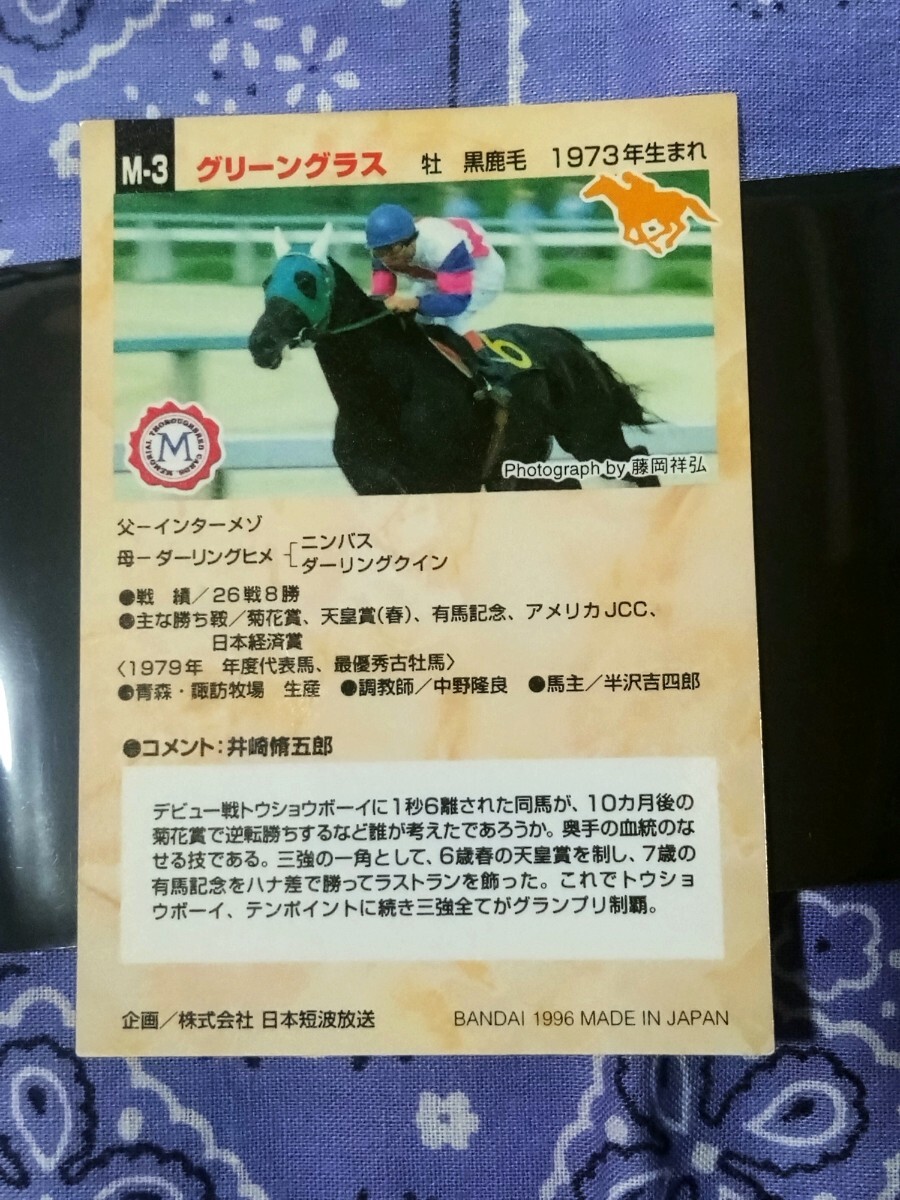 M-3 グリーングラス 牡 黒鹿毛 1973年生まれ
6
MEMORIAL THOROUGHBRED CARDS
M
Photograph by 藤岡祥弘
父−インターメゾ
母−ダーリングヒメ ニンバス
ダーリングクイン
●戦 績/26戦8勝
●主な勝ち鞍/菊花賞、天皇賞(春)、有馬記念、アメリカJCC、
日本経済賞
〈1979年 年度代表馬、最優秀古牡馬〉
●青森・諏訪牧場 生産 ●調教師/中野隆良 ●馬主/半沢吉四郎
●コメント:井崎脩五郎
デビュー戦トウショウボーイに1秒6離された同馬が、10カ月後の
菊花賞で逆転勝ちするなど誰が考えたであろうか。奥手の血統のな
せる技である。三強の一角として、6歳春の天皇賞を制し、7歳の
有馬記念をハナ差で勝ってラストランを飾った。これでトウショ
ウボーイ、テンポイントに続き三強全てがグランプリ制覇。
企画/株式会社 日本短波放送 BANDAI 1996 MADE IN JAPAN